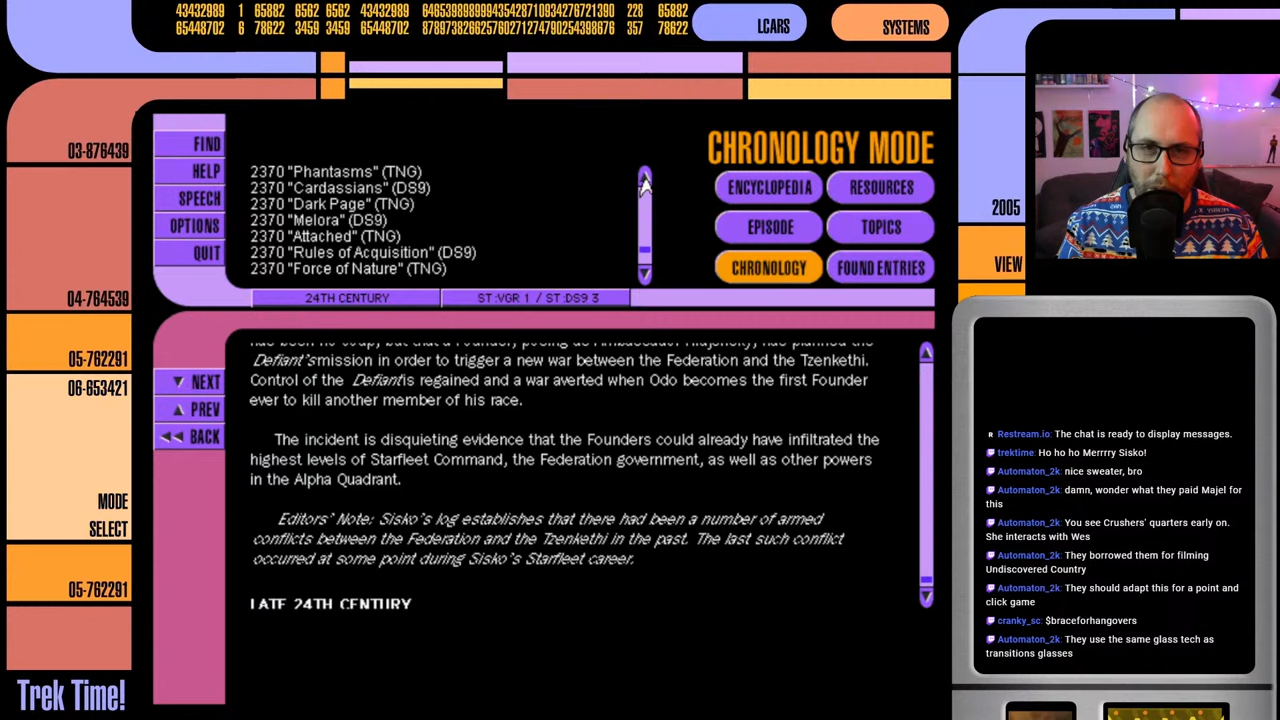 43432989 1 65882 6562 6562 43432989 64653989899435428710934276721390 228 65882
65448702 6 78622 3459 3459 65448702 878973826625760271274790254398676 357 78622
LCARS
SYSTEMS
03-876439
04-764539
05-762291
06-653421
MODE
SELECT
05-762291
Trek Time!
FIND
HELP
SPEECH
OPTIONS
QUIT
2370 "Phantasms" (TNG)
2370 "Cardassians" (DS9)
2370 "Dark Page" (TNG)
2370 "Melora" (DS9)
2370 "Attached" (TNG)
2370 "Rules of Acquisition" (DS9)
2370 "Force of Nature" (TNG)
24TH CENTURY
ST:VGR 1 / ST:DS9 3
CHRONOLOGY MODE
ENCYCLOPEDIA
RESOURCES
EPISODE
TOPICS
CHRONOLOGY
FOUND ENTRIES
2005
VIEW
NEXT
PREV
BACK
Defiant's mission in order to trigger a new war between the Federation and the Tzenkethi.
Control of the Defiant is regained and a war averted when Odo becomes the first Founder
ever to kill another member of his race.
The incident is disquieting evidence that the Founders could already have infiltrated the
highest levels of Starfleet Command, the Federation government, as well as other powers
in the Alpha Quadrant.
Editors' Note: Sisko's log establishes that there had been a number of armed
conflicts between the Federation and the Tzenkethi in the past. The last such conflict
occurred at some point during Sisko's Starfleet career.
LATE 24TH CENTURY
Restream.io: The chat is ready to display messages.
trektime: Ho ho ho Merrrry Sisko!
Automaton_2k: nice sweater, bro
Automaton_2k: damn, wonder what they paid Majel for
this
Automaton_2k: You see Crushers' quarters early on.
She interacts with Wes
Automaton_2k: They borrowed them for filming
Undiscovered Country
Automaton_2k: They should adapt this for a point and
click game
cranky_sc: $braceforhangovers
Automaton_2k: They use the same glass tech as
transitions glasses